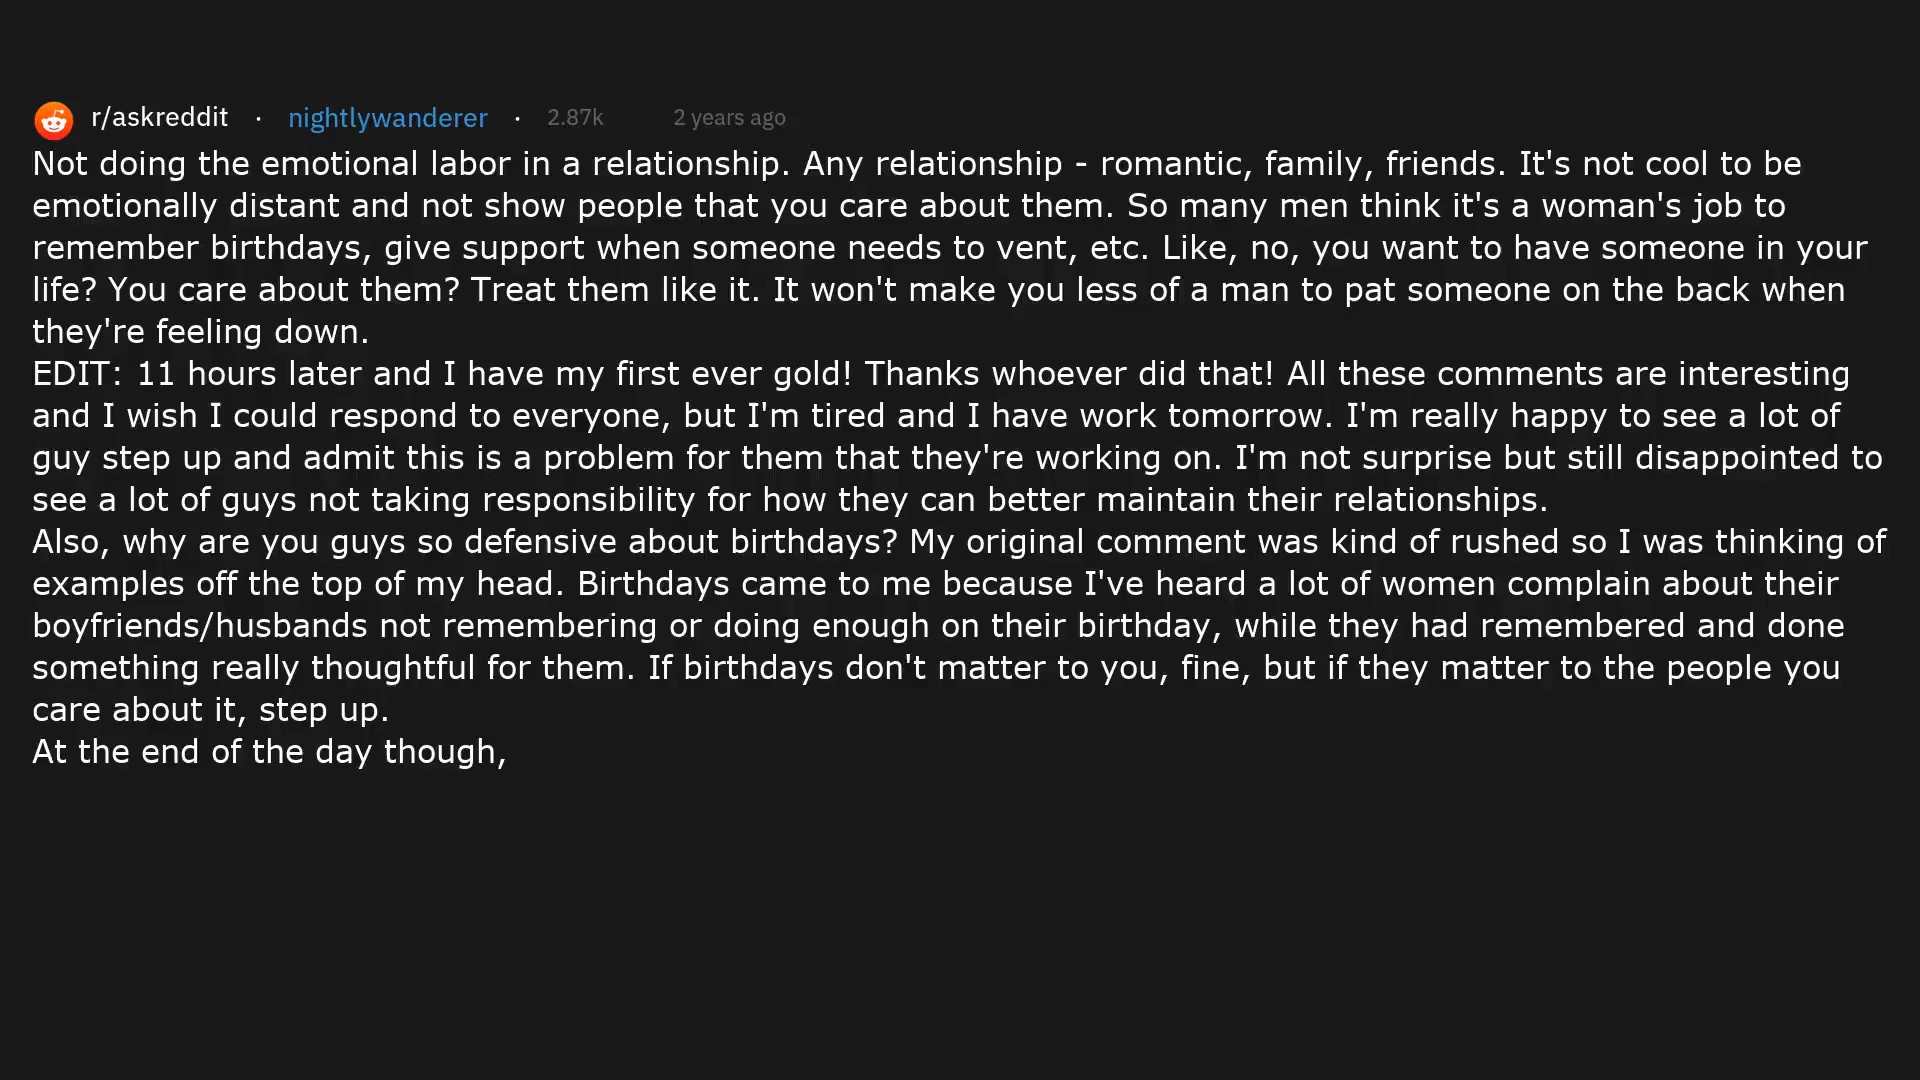 r/askreddit · nightlywanderer · 2.87k 2 years ago
Not doing the emotional labor in a relationship. Any relationship - romantic, family, friends. It's not cool to be
emotionally distant and not show people that you care about them. So many men think it's a woman's job to
remember birthdays, give support when someone needs to vent, etc. Like, no, you want to have someone in your
life? You care about them? Treat them like it. It won't make you less of a man to pat someone on the back when
they're feeling down.
EDIT: 11 hours later and I have my first ever gold! Thanks whoever did that! All these comments are interesting
and I wish I could respond to everyone, but I'm tired and I have work tomorrow. I'm really happy to see a lot of
guy step up and admit this is a problem for them that they're working on. I'm not surprise but still disappointed to
see a lot of guys not taking responsibility for how they can better maintain their relationships.
Also, why are you guys so defensive about birthdays? My original comment was kind of rushed so I was thinking of
examples off the top of my head. Birthdays came to me because I've heard a lot of women complain about their
boyfriends/husbands not remembering or doing enough on their birthday, while they had remembered and done
something really thoughtful for them. If birthdays don't matter to you, fine, but if they matter to the people you
care about it, step up.
At the end of the day though,